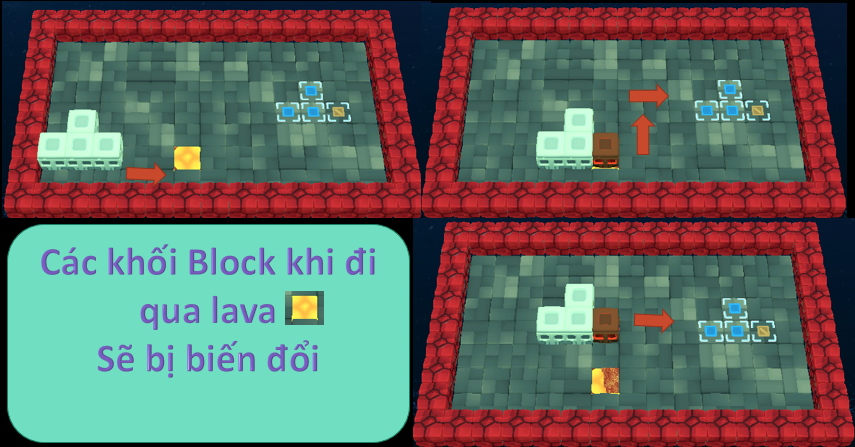 Các khối Block khi đi
qua lava
Sẽ bị biến đổi